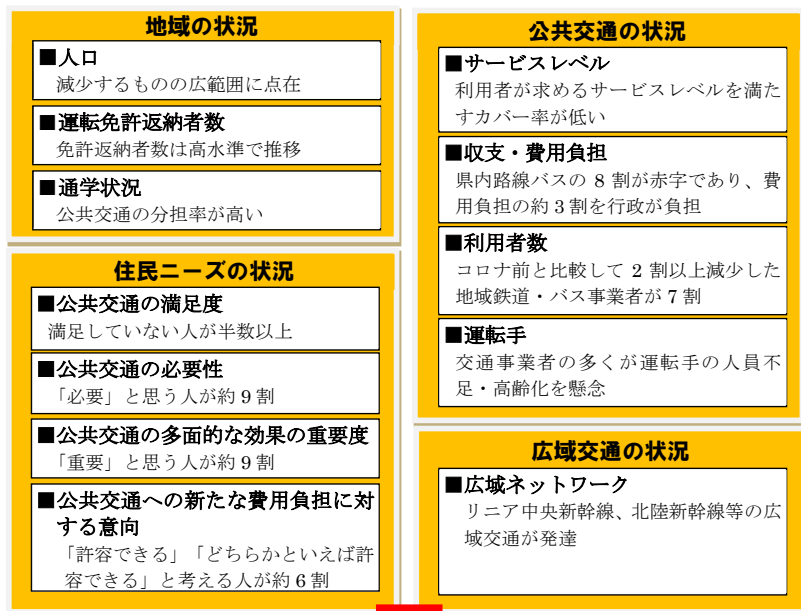 地域の状況
■人口
減少するものの広範囲に点在
■運転免許返納者数
免許返納者数は高水準で推移
■通学状況
公共交通の分担率が高い
住民ニーズの状況
■公共交通の満足度
満足していない人が半数以上
■公共交通の必要性
「必要」と思う人が約9割
■公共交通の多面的な効果の重要度
「重要」と思う人が約9割
■公共交通への新たな費用負担に対
する意向
「許容できる」「どちらかといえば許
容できる」と考える人が約6割
公共交通の状況
■サービスレベル
利用者が求めるサービスレベルを満た
すカバー率が低い
■収支・費用負担
県内路線バスの 8 割が赤字であり、費
用負担の約3割を行政が負担
■利用者数
コロナ前と比較して 2 割以上減少した
地域鉄道・バス事業者が7割
■運転手
交通事業者の多くが運転手の人員不
足・高齢化を懸念
広域交通の状況
■広域ネットワーク
リニア中央新幹線、北陸新幹線等の広
域交通が発達